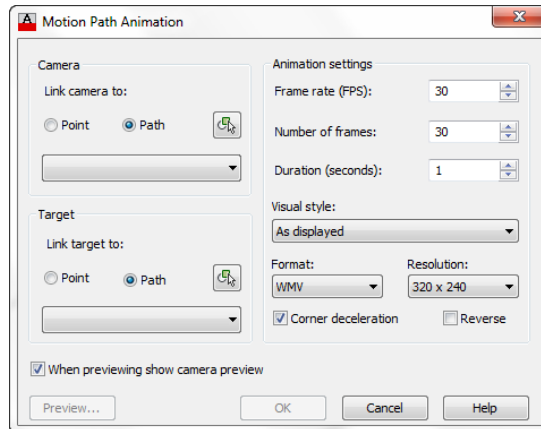 Motion Path Animation
Camera
Link camera to:
Point Path
Target
Link target to:
Point Path
Animation settings
Frame rate (FPS): 30
Number of frames: 30
Duration (seconds): 1
Visual style:
As displayed
Format: Resolution:
WMV 320 x 240
Corner deceleration Reverse
When previewing show camera preview
Preview... OK Cancel Help